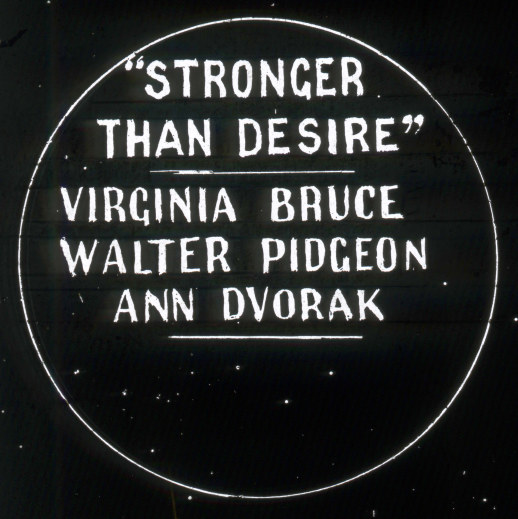 "STRONGER
THAN DESIRE"
VIRGINIA BRUCE
WALTER PIDGEON
ANN DVORAK